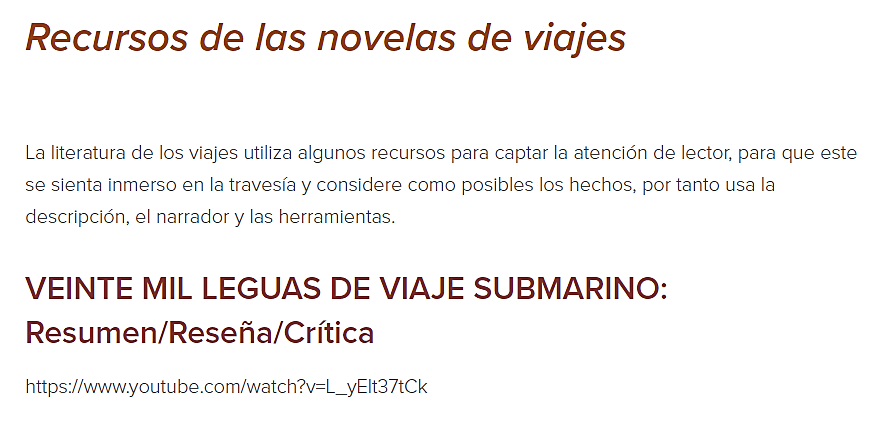 Recursos de las novelas de viajes
La literatura de los viajes utiliza algunos recursos para captar la atención de lector, para que este
se sienta inmerso en la travesía y considere como posibles los hechos, por tanto usa la
descripción, el narrador y las herramientas.
VEINTE MIL LEGUAS DE VIAJE SUBMARINO:
Resumen/Reseña/Crítica
https://www.youtube.com/watch?v=L_yElt37tCk